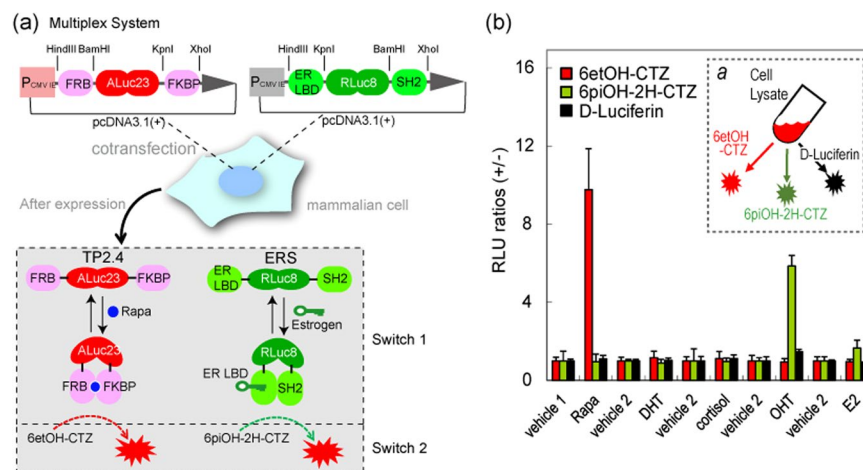 (a) Multiplex System
HindIII BamHI KpnI XhoI
PCMV IE FRB ALuc23 FKBP
pcDNA3.1(+)
HindIII KpnI BamHI XhoI
PCMV IE ER LBD RLuc8 SH2
pcDNA3.1(+)
cotransfection
After expression
mammalian cell
TP2.4
FRB ALuc23 FKBP
Rapa
ALuc23
FRB FKBP
6etOH-CTZ
ERS
ER
LBD RLuc8 SH2
Estrogen
RLuc8
ER LBD
SH2
6piOH-2H-CTZ
Switch 1
Switch 2
(b)
RLU ratios (+/-)
16
12
8
4
0
6etOH-CTZ
6piOH-2H-CTZ
D-Luciferin
a
Cell
Lysate
6etOH
-CTZ
D-Luciferin
6piOH-2H-CTZ
vehicle 1
Rapa
vehicle 2
DHT
vehicle 2
cortisol
vehicle 2
OHT
vehicle 2
E2